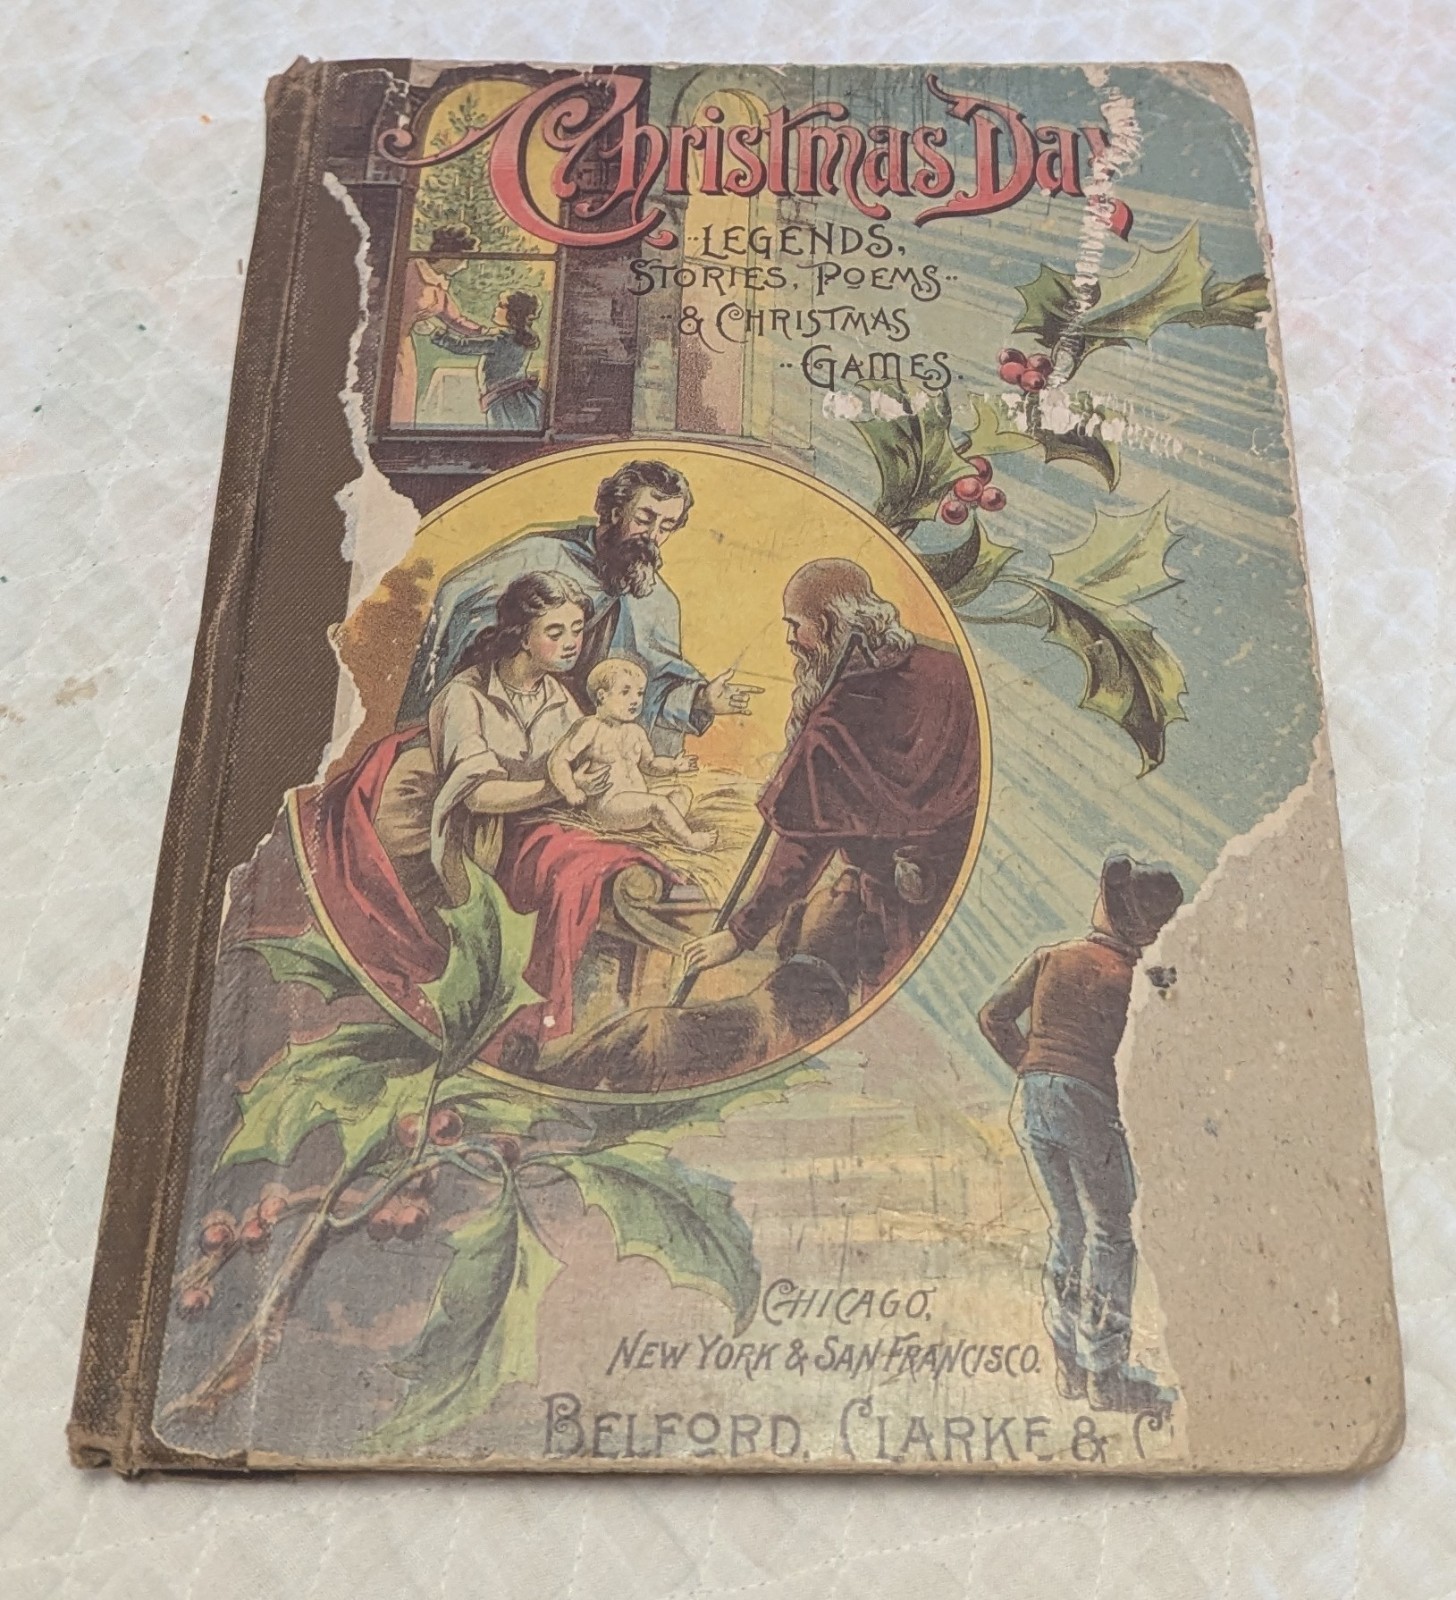 Christmas Day
LEGENDS,
STORIES, POEMS
& CHRISTMAS
GAMES.
CHICAGO,
NEW YORK & SAN FRANCISCO.
BELFORD, CLARKE & C